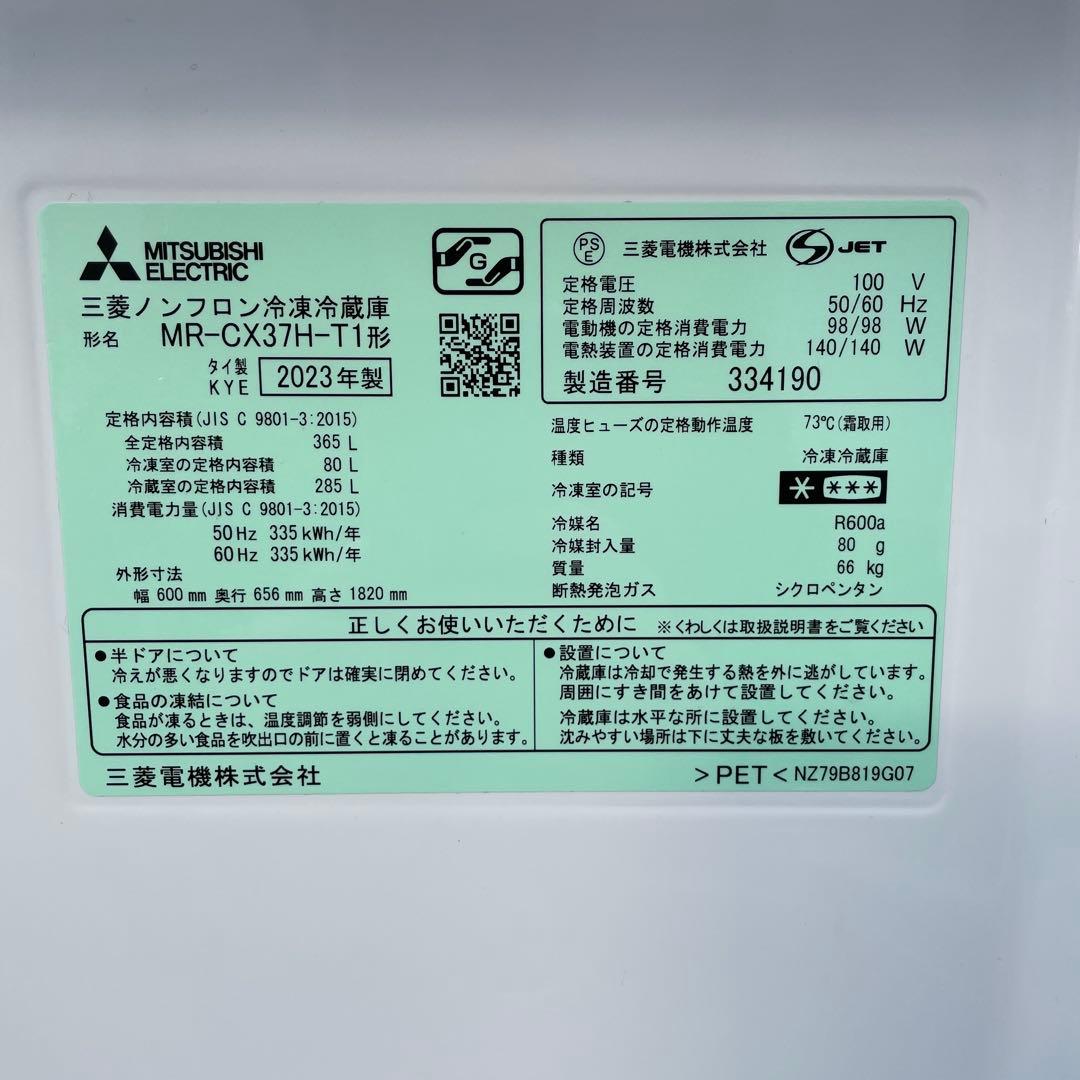 MITSUBISHI
ELECTRIC
G
三菱ノンフロン冷凍冷蔵庫
形名 MR-CX37H-T1形
タイ製
KYE 2023年製
定格内容積(JIS C 9801-3:2015)
全定格内容積 365 L
冷凍室の定格内容積 80 L
冷蔵室の定格内容積 285 L
消費電力量(JIS C 9801-3:2015)
50Hz 335kWh/年
60Hz 335kWh/年
外形寸法
幅 600mm 奥行 656mm 高さ 1820mm
PS
E 三菱電機株式会社 S JET
定格電圧 100 V
定格周波数 50/60 Hz
電動機の定格消費電力 98/98 W
電熱装置の定格消費電力 140/140 W
製造番号 334190
温度ヒューズの定格動作温度 73℃(霜取用)
種類 冷凍冷蔵庫
冷凍室の記号 * ***
冷媒名 R600a
冷媒封入量 80 g
質量 66 kg
断熱発泡ガス シクロペンタン
正しくお使いいただくために ※くわしくは取扱説明書をご覧ください
●半ドアについて
冷えが悪くなりますのでドアは確実に閉めてください。
●食品の凍結について
食品が凍るときは、温度調節を弱側にしてください。
水分の多い食品を吹出口の前に置くと凍ることがあります。
●設置について
冷蔵庫は冷却で発生する熱を外に逃がしています。
周囲にすき間をあけて設置してください。
冷蔵庫は水平な所に設置してください。
沈みやすい場所は下に丈夫な板を敷いてください。
三菱電機株式会社 >PET< NZ79B819G07